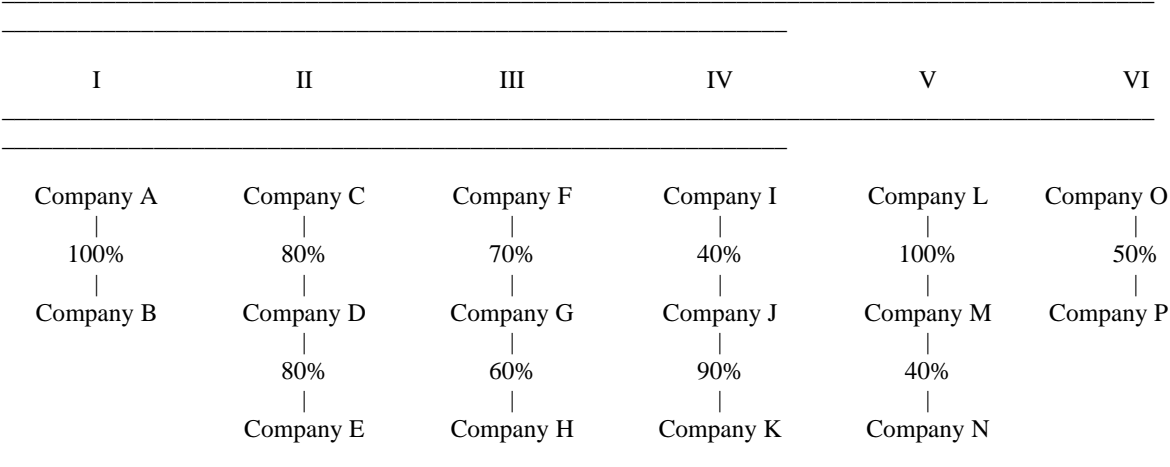 I II III IV V VI
Company A Company C Company F Company I Company L Company O
| | | | | |
100% 80% 70% 40% 100% 50%
| | | | | |
Company B Company D Company G Company J Company M Company P
| | | |
80% 60% 90% 40%
| | | |
Company E Company H Company K Company N